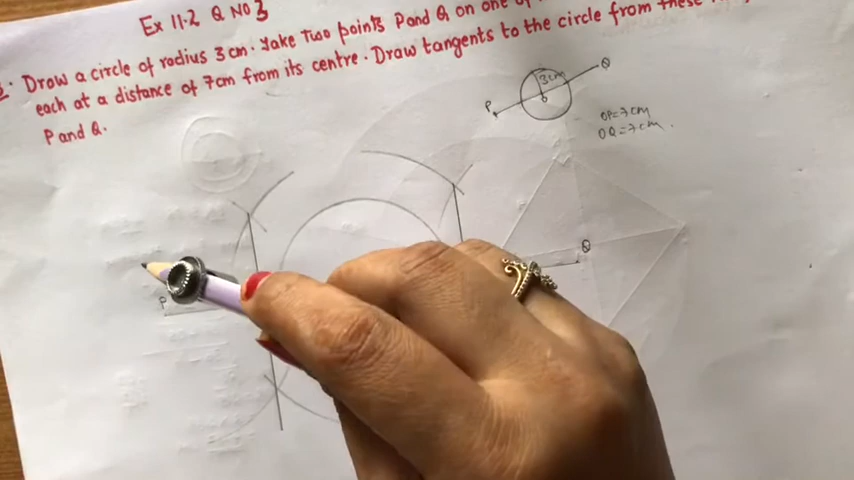 Ex 11.2 Q NO 3
Draw a circle of radius 3 cm. Take Two points P and Q on one of
each at a distance of 7cm from its centre. Draw tangents to the circle from these
P and Q.
3cm
Q
P
OP=7cm
OQ=7cm.
Q
P